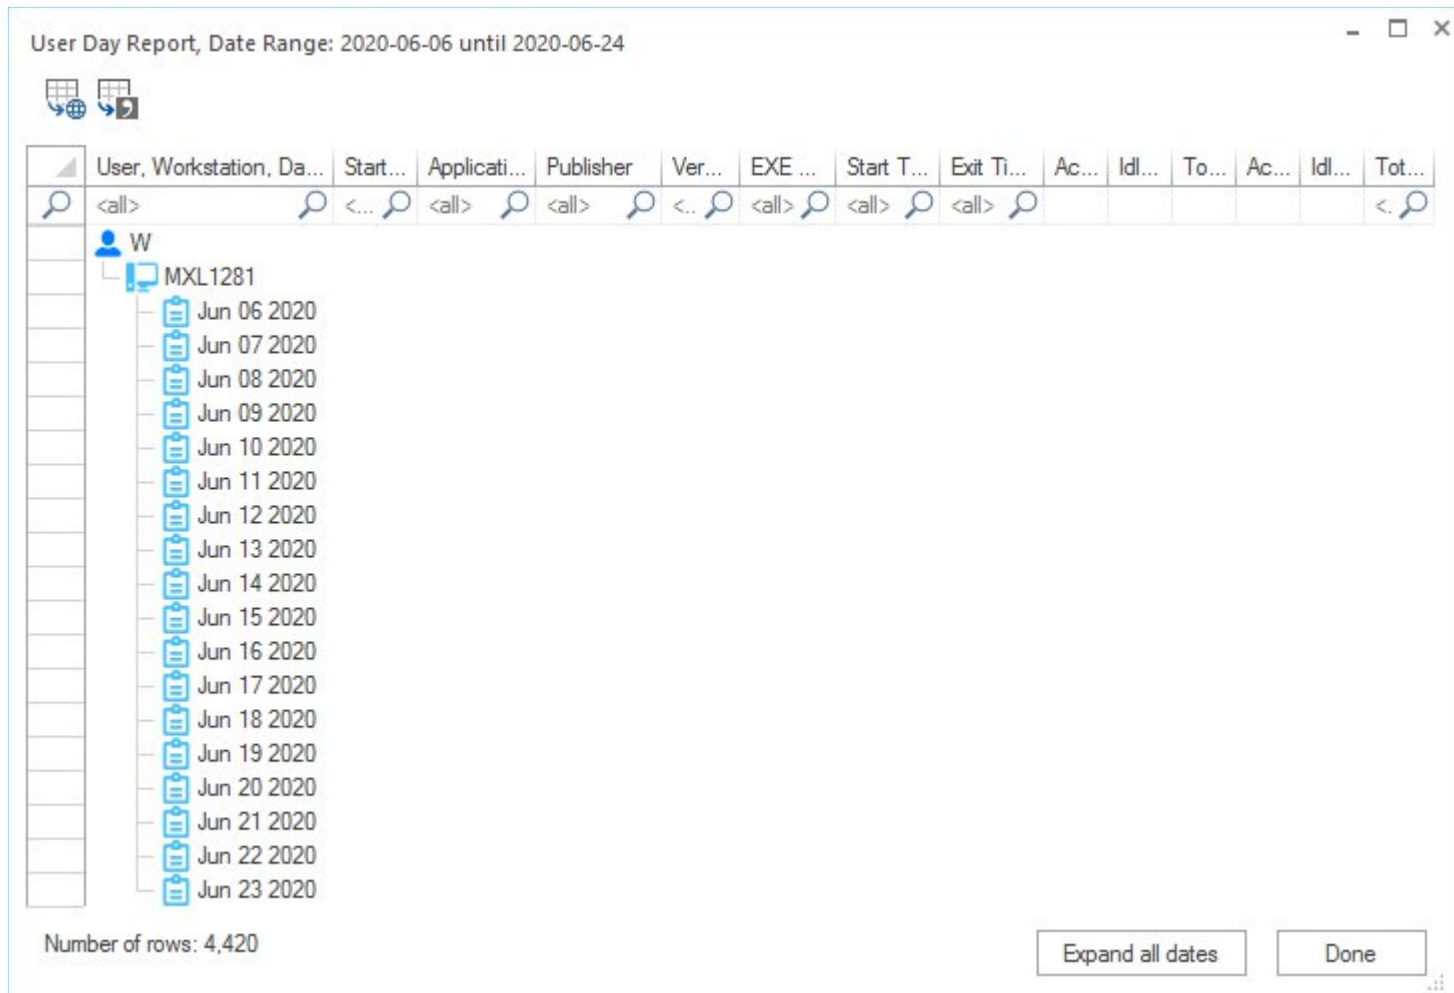 User Day Report, Date Range: 2020-06-06 until 2020-06-24
User, Workstation, Da... Start... Applicati... Publisher Ver... EXE ... Start T... Exit Ti... Ac... Idl... To... Ac... Idl... Tot...
<all> <... <all> <all> <.. <all> <all> <all> <.
W
MXL1281
Jun 06 2020
Jun 07 2020
Jun 08 2020
Jun 09 2020
Jun 10 2020
Jun 11 2020
Jun 12 2020
Jun 13 2020
Jun 14 2020
Jun 15 2020
Jun 16 2020
Jun 17 2020
Jun 18 2020
Jun 19 2020
Jun 20 2020
Jun 21 2020
Jun 22 2020
Jun 23 2020
Number of rows: 4,420
Expand all dates Done